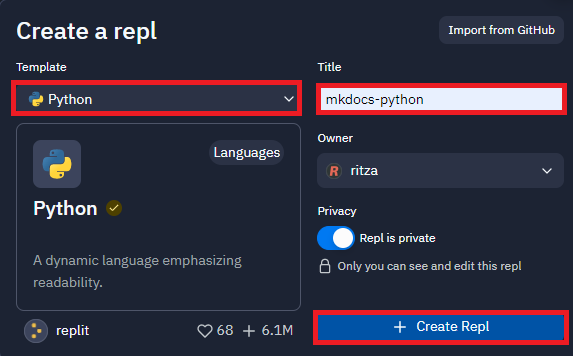 Create a repl
Import from GitHub
Template
Python
Languages
Python
A dynamic language emphasizing
readability.
replit
68
6.1M
Title
mkdocs-python
Owner
R ritza
Privacy
Repl is private
Only you can see and edit this repl
+ Create Repl